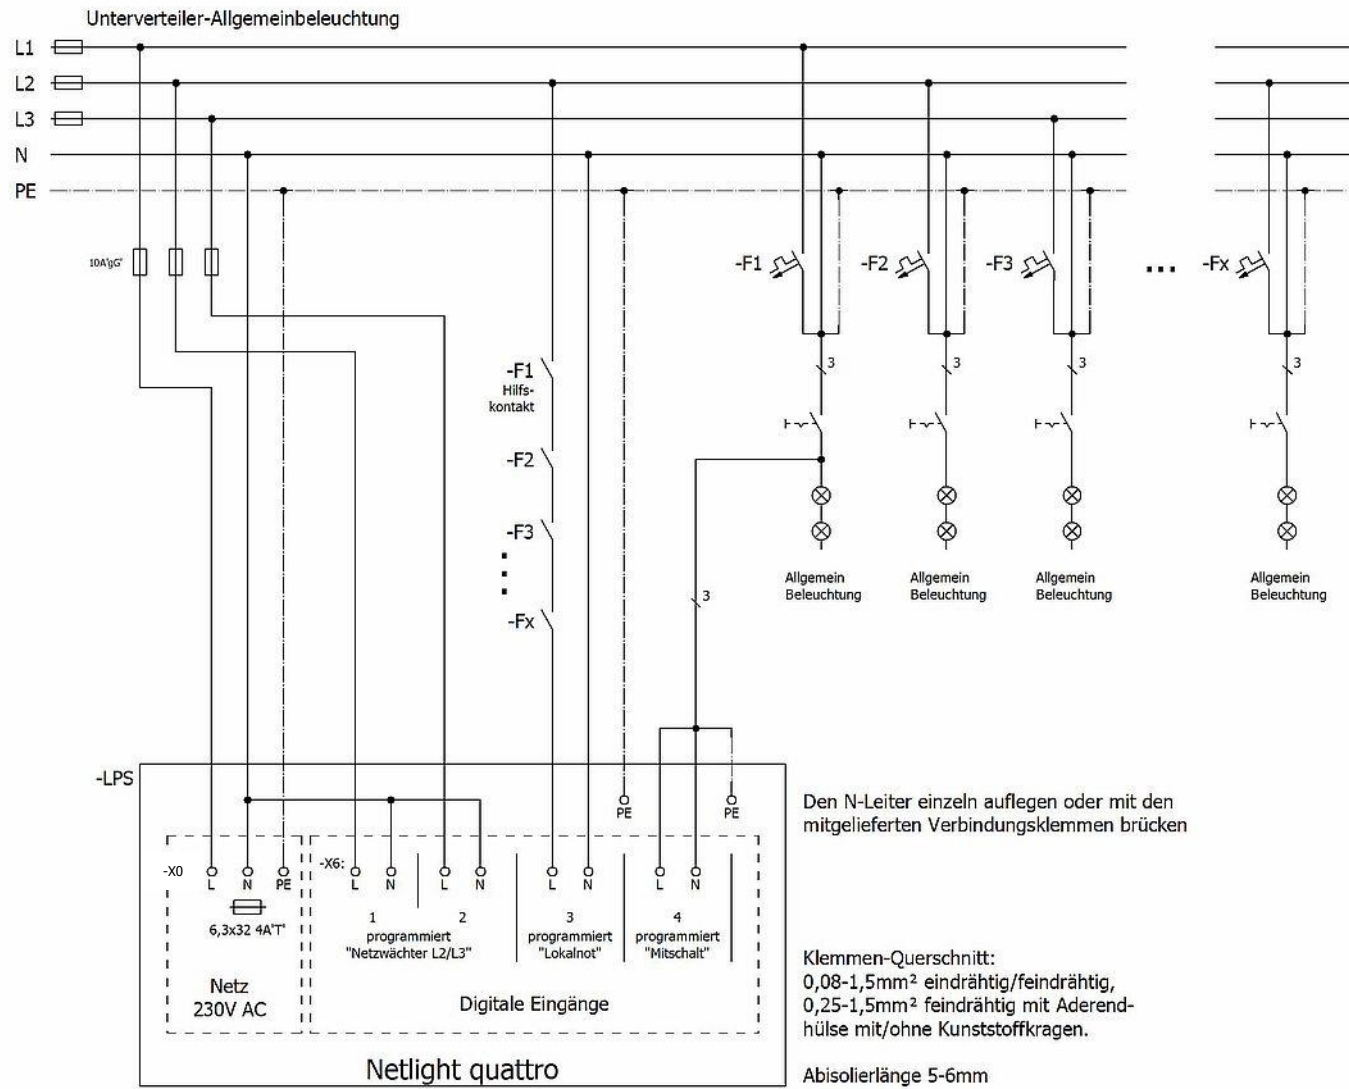 Unterverteiler-Allgemeinbeleuchtung
L1
L2
L3
N
PE
10A"gG"
-F1
-F2
-F3
...
-Fx
3
3
3
3
-F1
Hilfs-
kontakt
-F2
-F3
-Fx
Allgemein
Beleuchtung
Allgemein
Beleuchtung
Allgemein
Beleuchtung
Allgemein
Beleuchtung
3
-LPS
PE
PE
Den N-Leiter einzeln auflegen oder mit den
mitgelieferten Verbindungsklemmen brücken
-X0
L
N
PE
-X6:
L
N
L
N
L
N
L
N
6,3x32 4A"T"
1
2
3
4
programmiert
"Netzwächter L2/L3"
programmiert
"Lokalnot"
programmiert
"Mitschalt"
Netz
230V AC
Digitale Eingänge
Klemmen-Querschnitt:
0,08-1,5mm² eindrähtig/feindrähtig,
0,25-1,5mm² feindrähtig mit Aderend-
hülse mit/ohne Kunststoffkragen.
Netlight quattro
Abisolierlänge 5-6mm